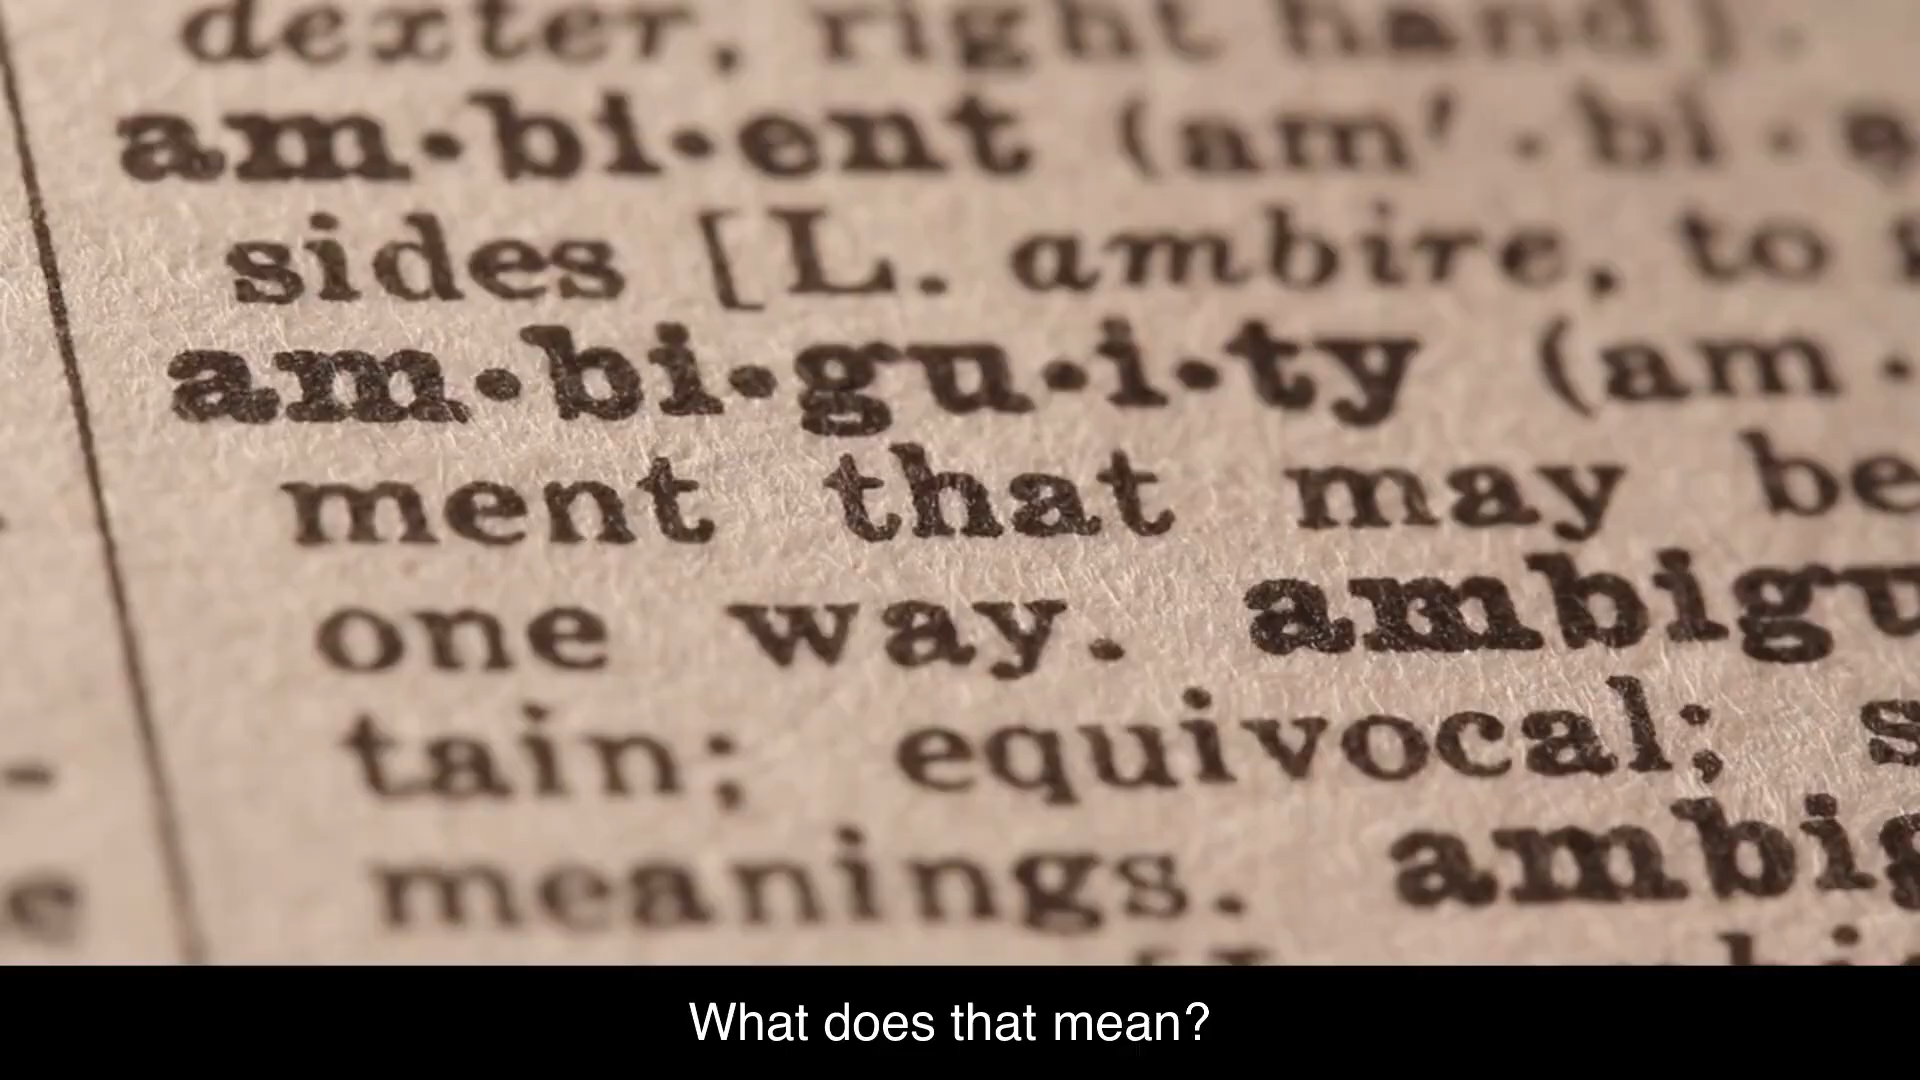 dexter, right hand].
am•bi•ent (am′ • bi •
sides [L. ambire, to
am•bi•gu•i•ty (am •
ment that may be
one way. ambigu
tain; equivocal; s
meanings. ambig
What does that mean?